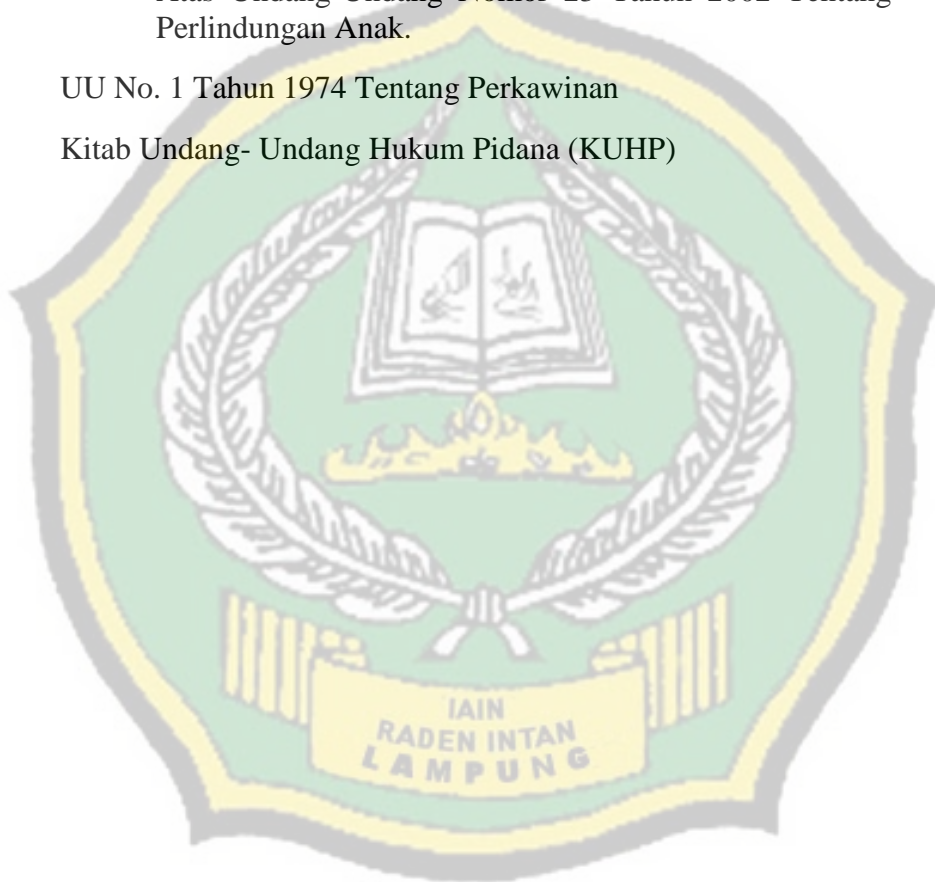 Atas Undang-Undang Nomor 23 Tahun 2002 Tentang
Perlindungan Anak.
UU No. 1 Tahun 1974 Tentang Perkawinan
Kitab Undang- Undang Hukum Pidana (KUHP)
IAIN
RADEN INTAN
LAMPUNG